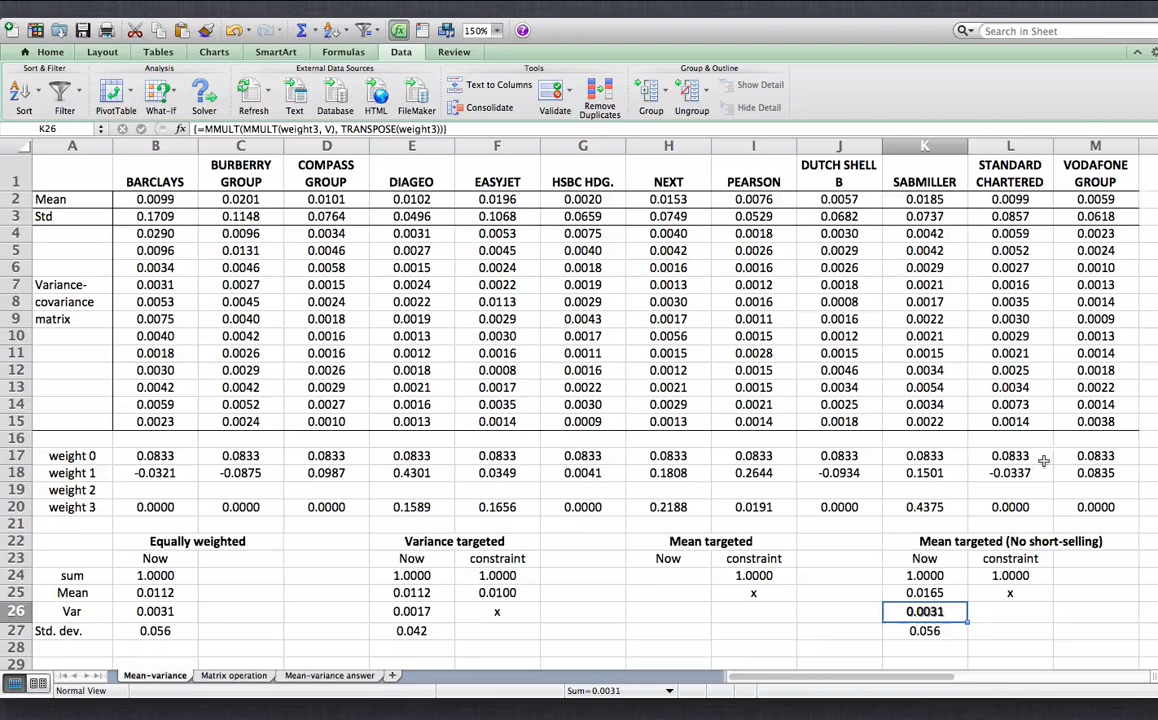 150%
Search in Sheet
Home Layout Tables Charts SmartArt Formulas Data Review
Sort & Filter Analysis External Data Sources Tools Group & Outline
Text to Columns
Show Detail
Consolidate
Hide Detail
Sort Filter PivotTable What-If Solver Refresh Text Database HTML FileMaker Validate Remove Duplicates Group Ungroup
K26 fx {=MMULT(MMULT(weight3, V), TRANSPOSE(weight3))}
A B C D E F G H I J K L M
1 BARCLAYS BURBERRY GROUP COMPASS GROUP DIAGEO EASYJET HSBC HDG. NEXT PEARSON DUTCH SHELL B SABMILLER STANDARD CHARTERED VODAFONE GROUP
2 Mean 0.0099 0.0201 0.0101 0.0102 0.0196 0.0020 0.0153 0.0076 0.0057 0.0185 0.0099 0.0059
3 Std 0.1709 0.1148 0.0764 0.0496 0.1068 0.0659 0.0749 0.0529 0.0682 0.0737 0.0857 0.0618
4 0.0290 0.0096 0.0034 0.0031 0.0053 0.0075 0.0040 0.0018 0.0030 0.0042 0.0059 0.0023
5 0.0096 0.0131 0.0046 0.0027 0.0045 0.0040 0.0042 0.0026 0.0029 0.0042 0.0052 0.0024
6 0.0034 0.0046 0.0058 0.0015 0.0024 0.0018 0.0016 0.0016 0.0026 0.0029 0.0027 0.0010
7 Variance- 0.0031 0.0027 0.0015 0.0024 0.0022 0.0019 0.0013 0.0012 0.0018 0.0021 0.0016 0.0013
8 covariance 0.0053 0.0045 0.0024 0.0022 0.0113 0.0029 0.0030 0.0016 0.0008 0.0017 0.0035 0.0014
9 matrix 0.0075 0.0040 0.0018 0.0019 0.0029 0.0043 0.0017 0.0011 0.0016 0.0022 0.0030 0.0009
10 0.0040 0.0042 0.0016 0.0013 0.0030 0.0017 0.0056 0.0015 0.0012 0.0021 0.0029 0.0013
11 0.0018 0.0026 0.0016 0.0012 0.0016 0.0011 0.0015 0.0028 0.0015 0.0015 0.0021 0.0014
12 0.0030 0.0029 0.0026 0.0018 0.0008 0.0016 0.0012 0.0015 0.0046 0.0034 0.0025 0.0018
13 0.0042 0.0042 0.0029 0.0021 0.0017 0.0022 0.0021 0.0015 0.0034 0.0054 0.0034 0.0022
14 0.0059 0.0052 0.0027 0.0016 0.0035 0.0030 0.0029 0.0021 0.0025 0.0034 0.0073 0.0014
15 0.0023 0.0024 0.0010 0.0013 0.0014 0.0009 0.0013 0.0014 0.0018 0.0022 0.0014 0.0038
16
17 weight 0 0.0833 0.0833 0.0833 0.0833 0.0833 0.0833 0.0833 0.0833 0.0833 0.0833 0.0833 0.0833
18 weight 1 -0.0321 -0.0875 0.0987 0.4301 0.0349 0.0041 0.1808 0.2644 -0.0934 0.1501 -0.0337 0.0835
19 weight 2
20 weight 3 0.0000 0.0000 0.0000 0.1589 0.1656 0.0000 0.2188 0.0191 0.0000 0.4375 0.0000 0.0000
21
22 Equally weighted Variance targeted Mean targeted Mean targeted (No short-selling)
23 Now Now constraint Now constraint Now constraint
24 sum 1.0000 1.0000 1.0000 1.0000 1.0000 1.0000
25 Mean 0.0112 0.0112 0.0100 x 0.0165 x
26 Var 0.0031 0.0017 x 0.0031
27 Std. dev. 0.056 0.042 0.056
28
29
Mean-variance Matrix operation Mean-variance answer
Normal View Sum=0.0031